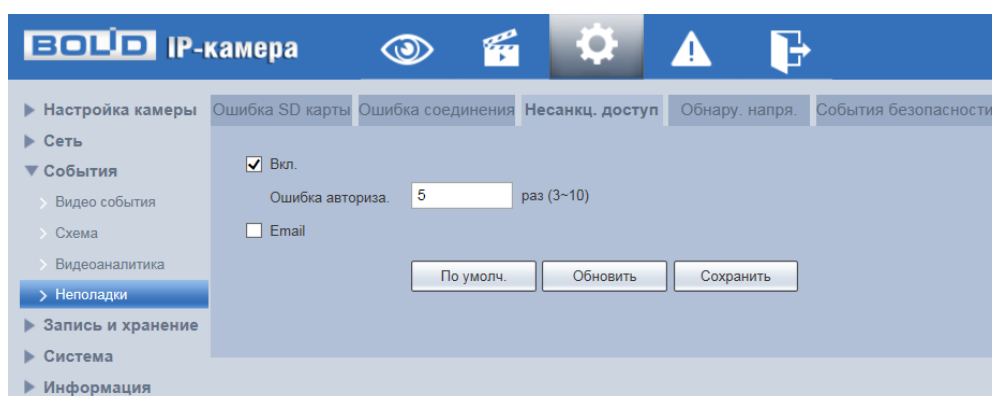 BOLID IP-камера
Настройка камеры
Сеть
События
Видео события
Схема
Видеоаналитика
Неполадки
Запись и хранение
Система
Информация
Ошибка SD карты Ошибка соединения Несанкц. доступ Обнару. напря. События безопасности
Вкл.
Ошибка авториза. 5 раз (3~10)
Email
По умолч. Обновить Сохранить